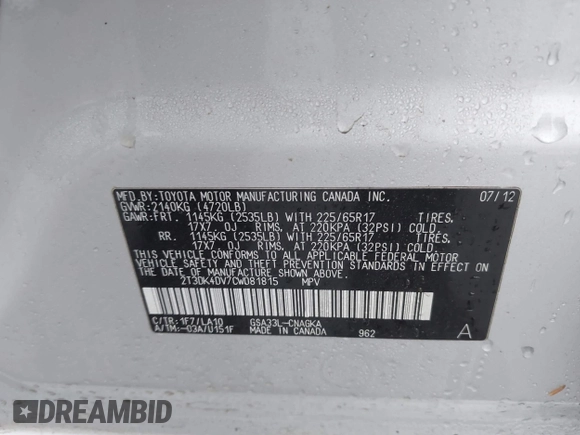 MFD.BY:TOYOTA MOTOR MANUFACTURING CANADA INC. 07/12
GVWR:2140KG (4720LB)
GAWR:FRT. 1145KG (2535LB) WITH 225/65R17 TIRES,
17X7.0J RIMS, AT 220KPA (32PSI) COLD.
RR. 1145KG (2535LB) WITH 225/65R17 TIRES,
17X7.0J RIMS, AT 220KPA (32PSI) COLD.
THIS VEHICLE CONFORMS TO ALL APPLICABLE FEDERAL MOTOR
VEHICLE SAFETY AND BUMPER STANDARDS IN EFFECT ON
THE DATE OF MANUFACTURE SHOWN ABOVE.
2T3DK4DV7CW081815 MPV
C/TR:1F7/LA10 GSA33L-CNAGKA
A/TM:-03A/U151F MADE IN CANADA 962 A
DREAMBID